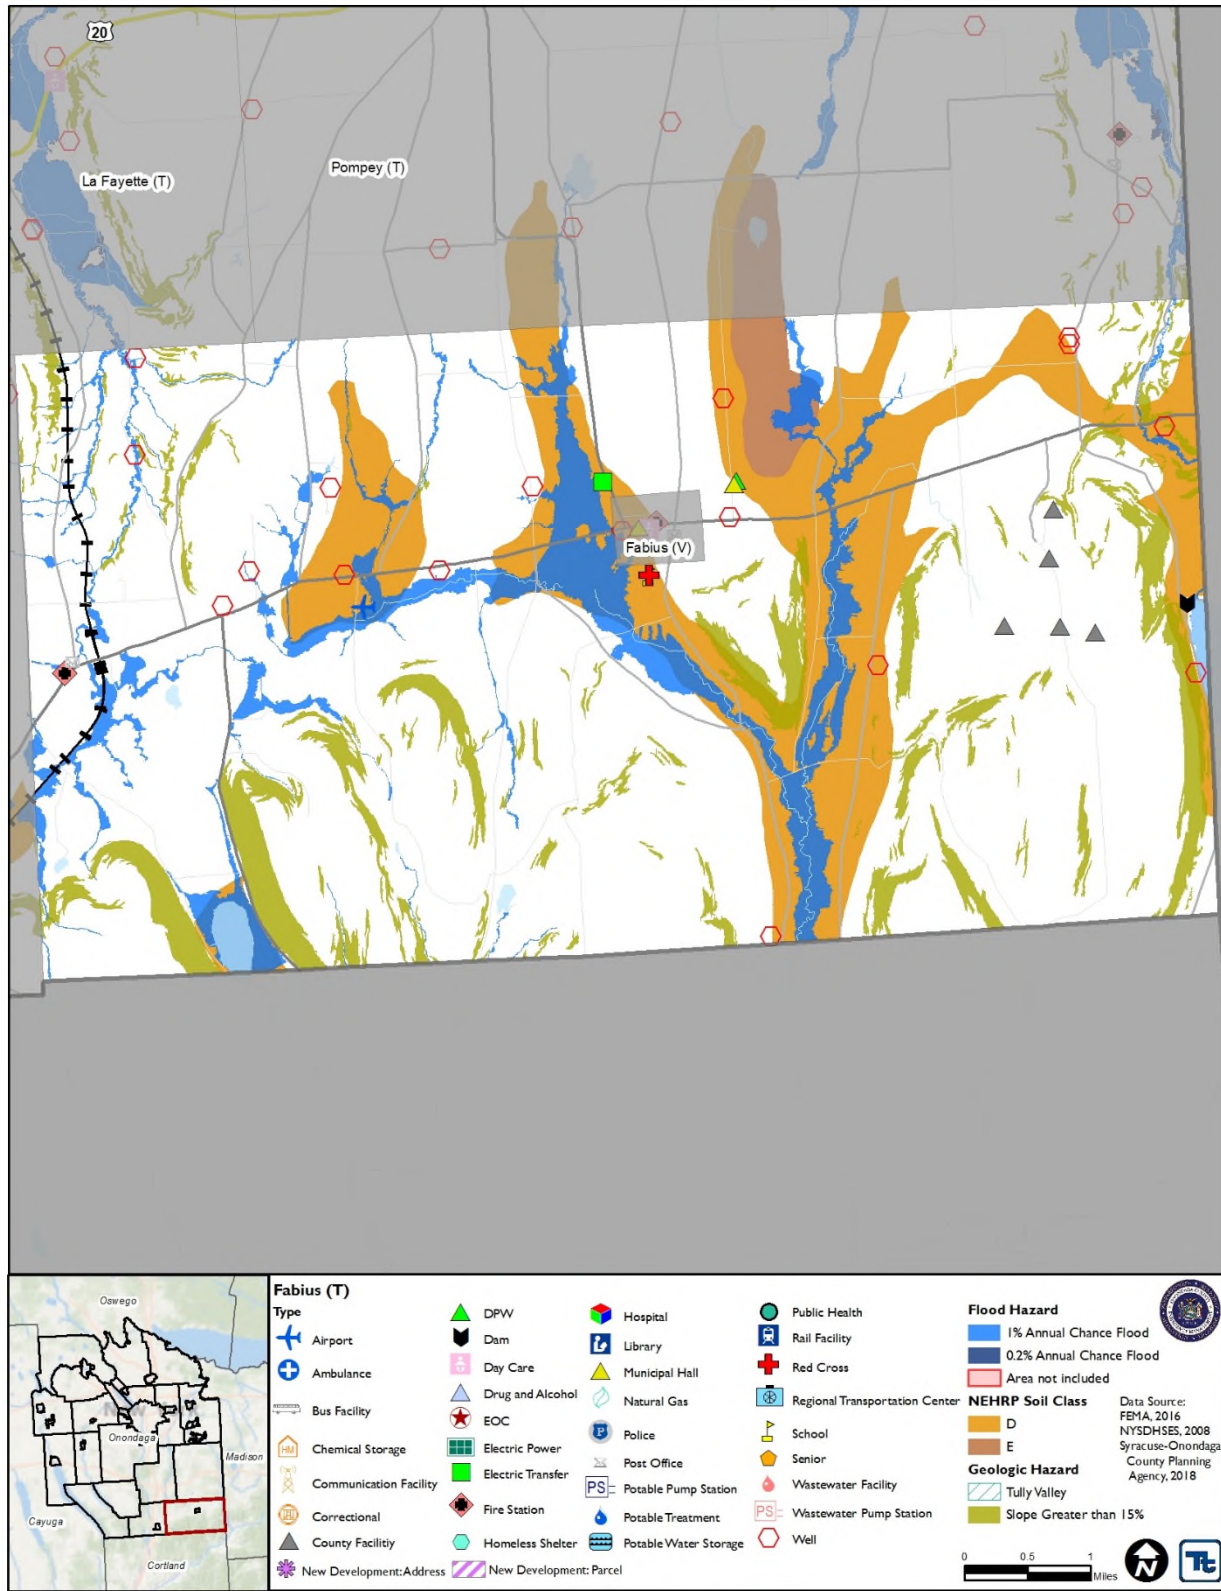 20
La Fayette (T)
Pompey (T)
Fabius (V)
Oswego
Onondaga
Madison
Cayuga
Cortland
Fabius (T)
Type
Airport
Ambulance
Bus Facility
HM
Chemical Storage
Communication Facility
Correctional
County Facilitiy
New Development: Address
DPW
Dam
Day Care
Drug and Alcohol
EOC
Electric Power
Electric Transfer
Fire Station
Homeless Shelter
New Development: Parcel
Hospital
Library
Municipal Hall
Natural Gas
P
Police
Post Office
PS
Potable Pump Station
Potable Treatment
Potable Water Storage
Public Health
Rail Facility
Red Cross
Regional Transportation Center
School
Senior
Wastewater Facility
PS
Wastewater Pump Station
Well
Flood Hazard
1% Annual Chance Flood
0.2% Annual Chance Flood
Area not included
NEHRP Soil Class
D
E
Geologic Hazard
Tully Valley
Slope Greater than 15%
Data Source:
FEMA, 2016
NYSDHSES, 2008
Syracuse-Onondaga
County Planning
Agency, 2018
0 0.5 1
Miles
N
Tt